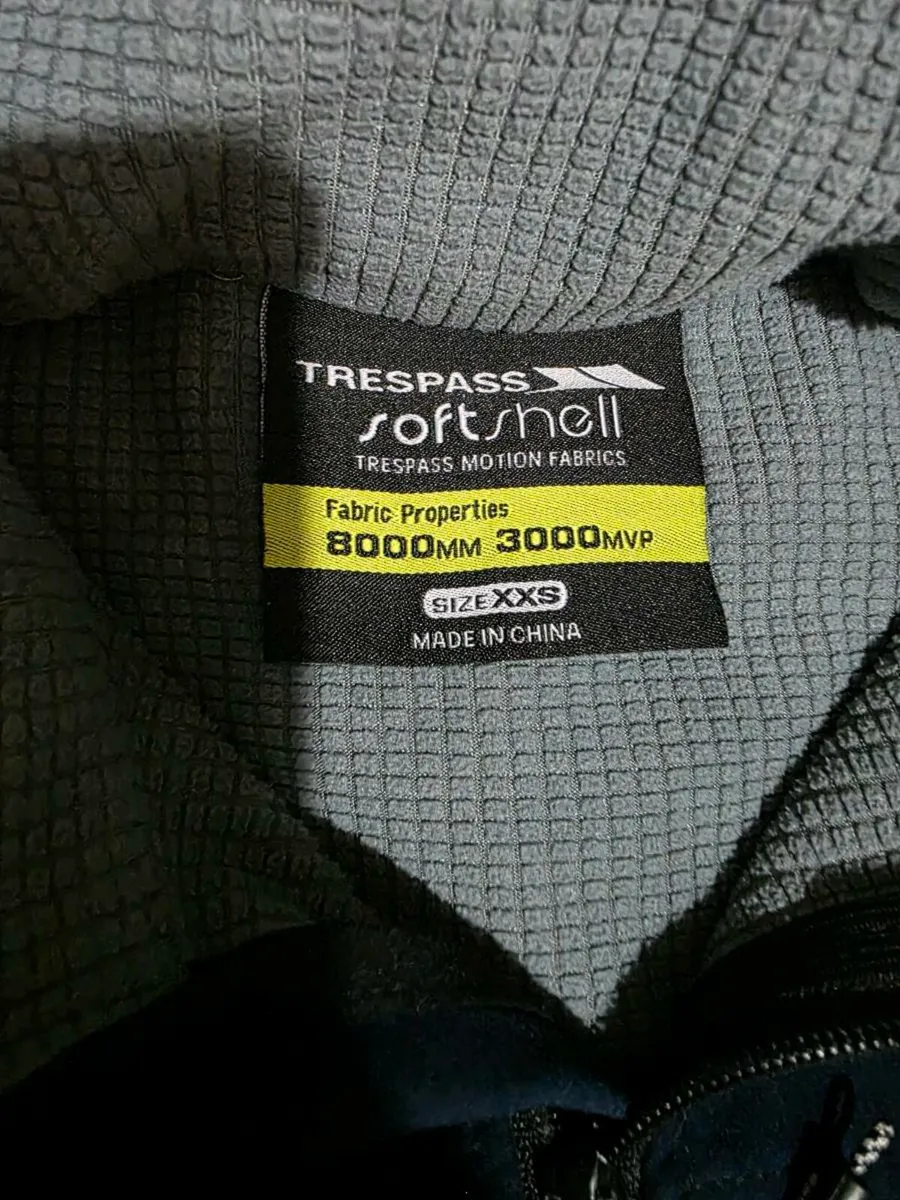 TRESPASS
softshell
TRESPASS MOTION FABRICS
Fabric Properties
8000MM 3000MVP
SIZE XXS
MADE IN CHINA